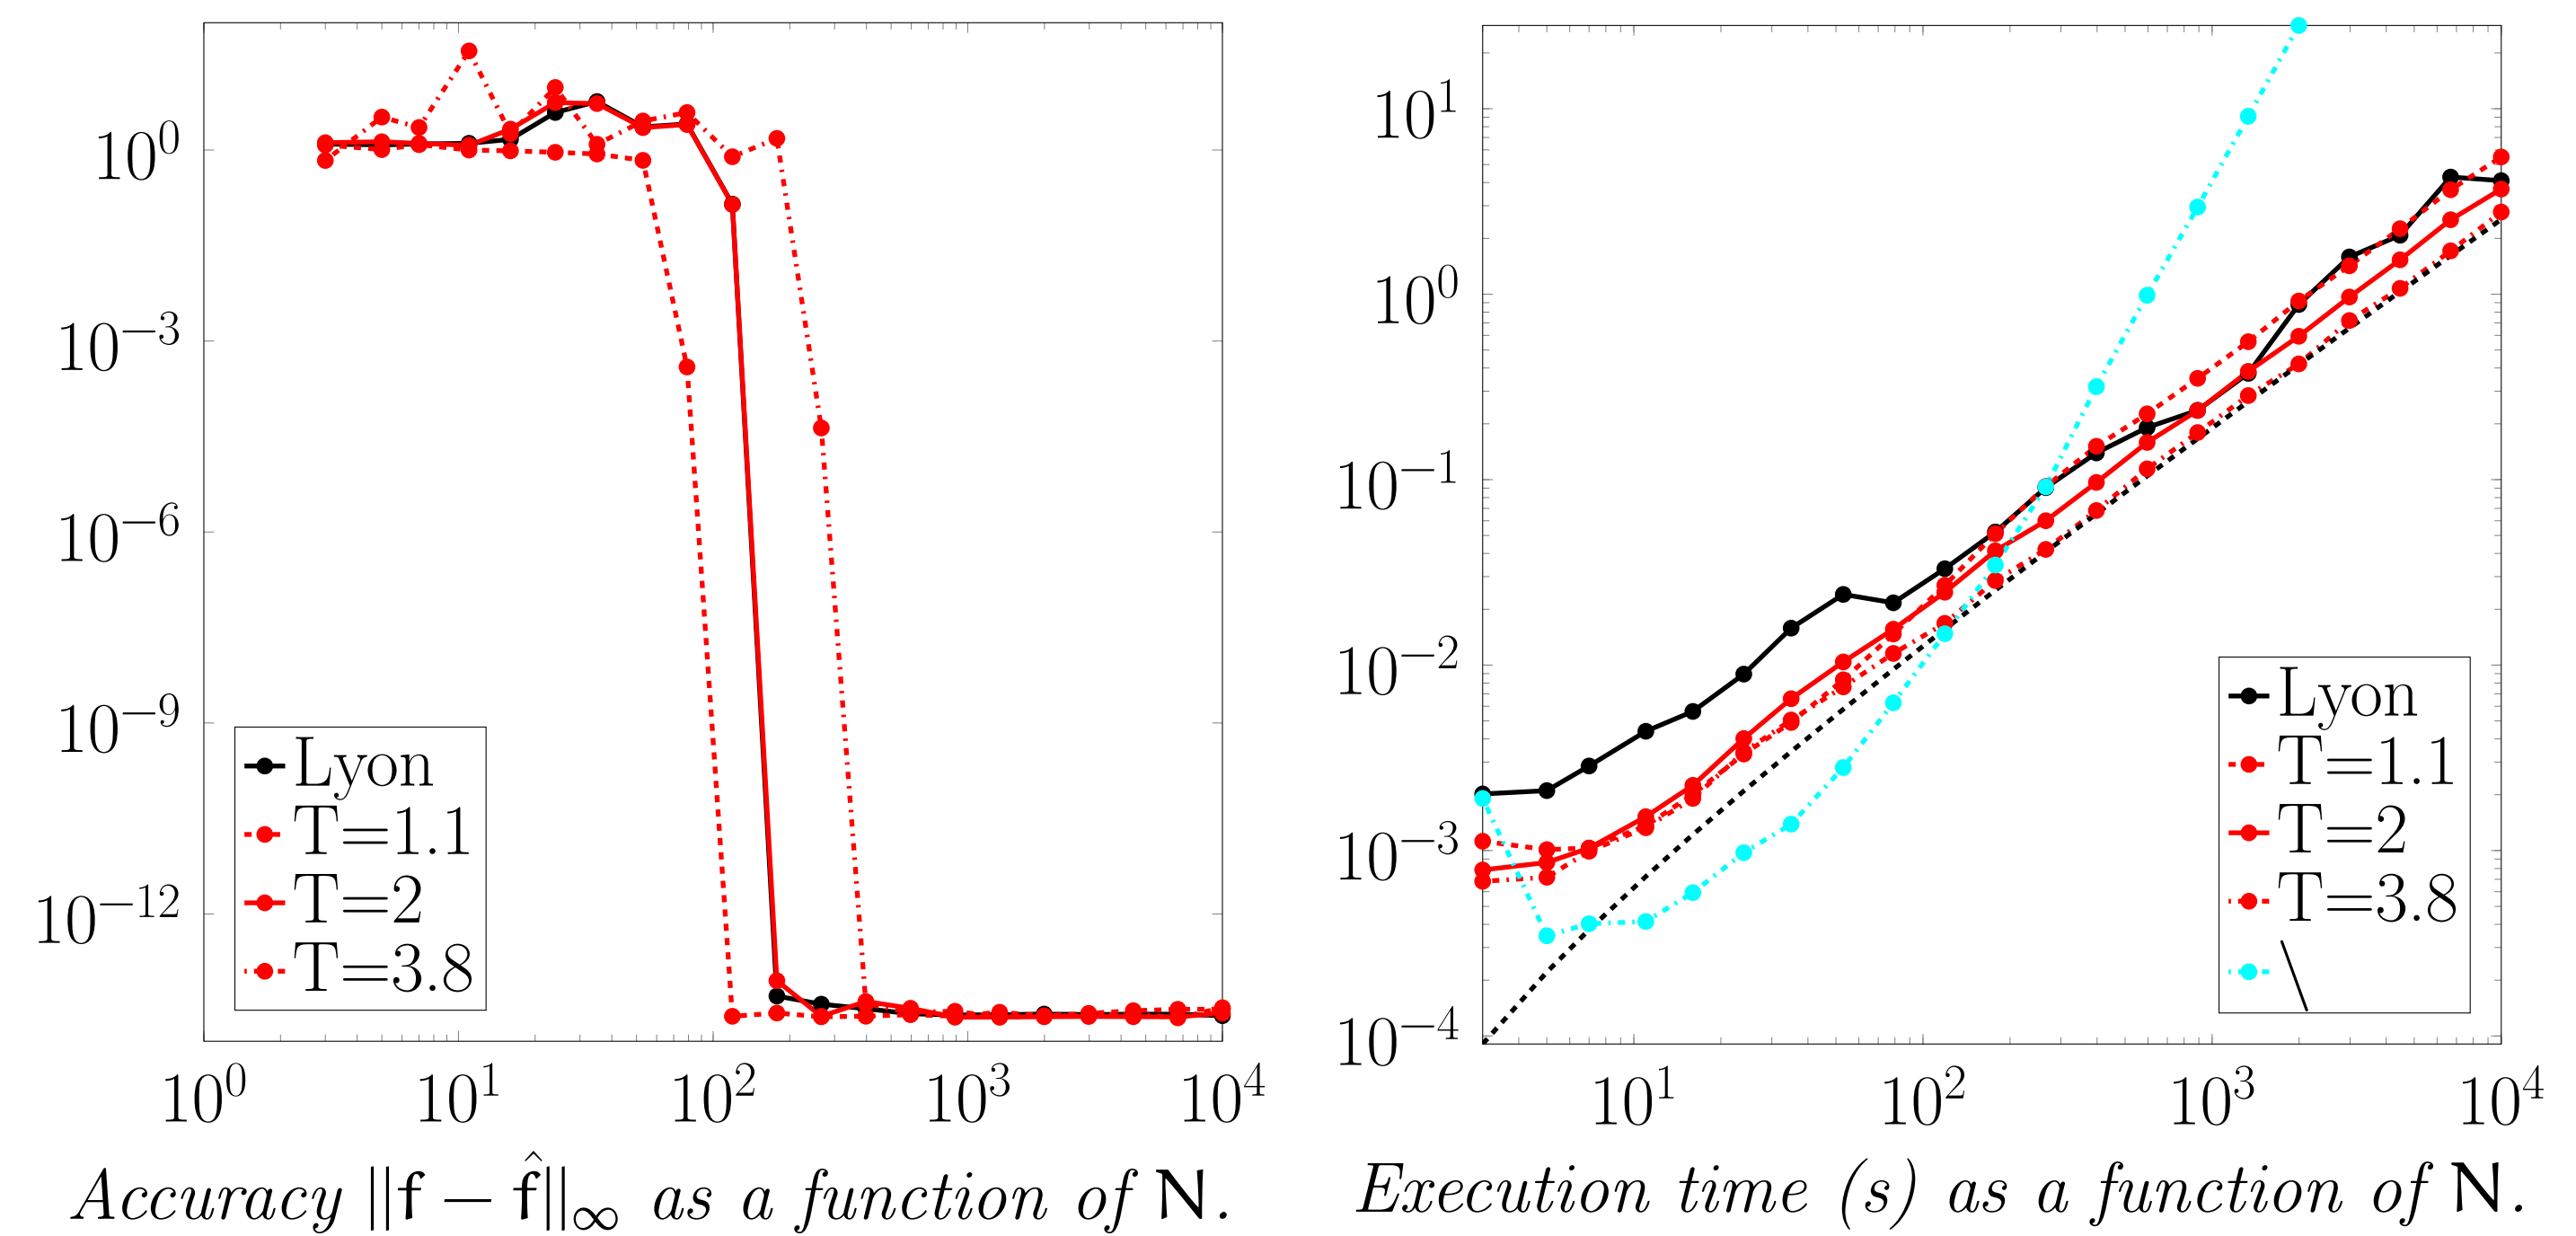 10^0
10^{-3}
10^{-6}
10^{-9}
10^{-12}
Lyon
T=1.1
T=2
T=3.8
10^0 10^1 10^2 10^3 10^4
Accuracy ||f − f̂||_∞ as a function of N.
10^1
10^0
10^{-1}
10^{-2}
10^{-3}
10^{-4}
Lyon
T=1.1
T=2
T=3.8
\
10^1 10^2 10^3 10^4
Execution time (s) as a function of N.